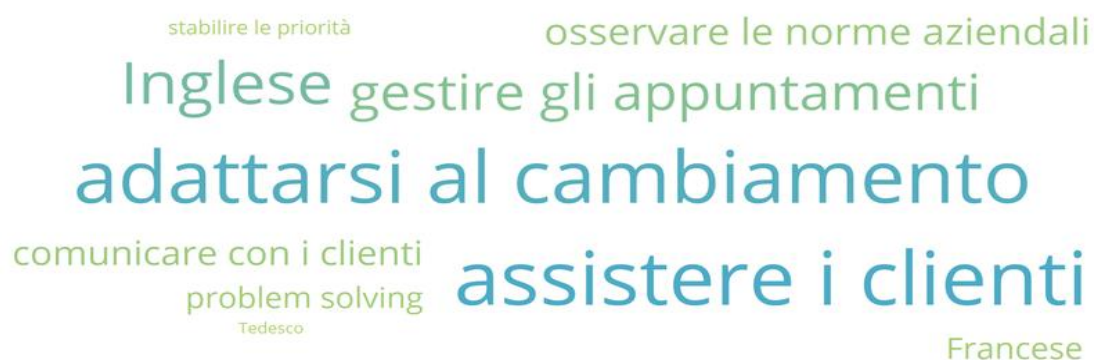 stabilire le priorità
osservare le norme aziendali
Inglese
gestire gli appuntamenti
adattarsi al cambiamento
comunicare con i clienti
assistere i clienti
problem solving
Tedesco
Francese